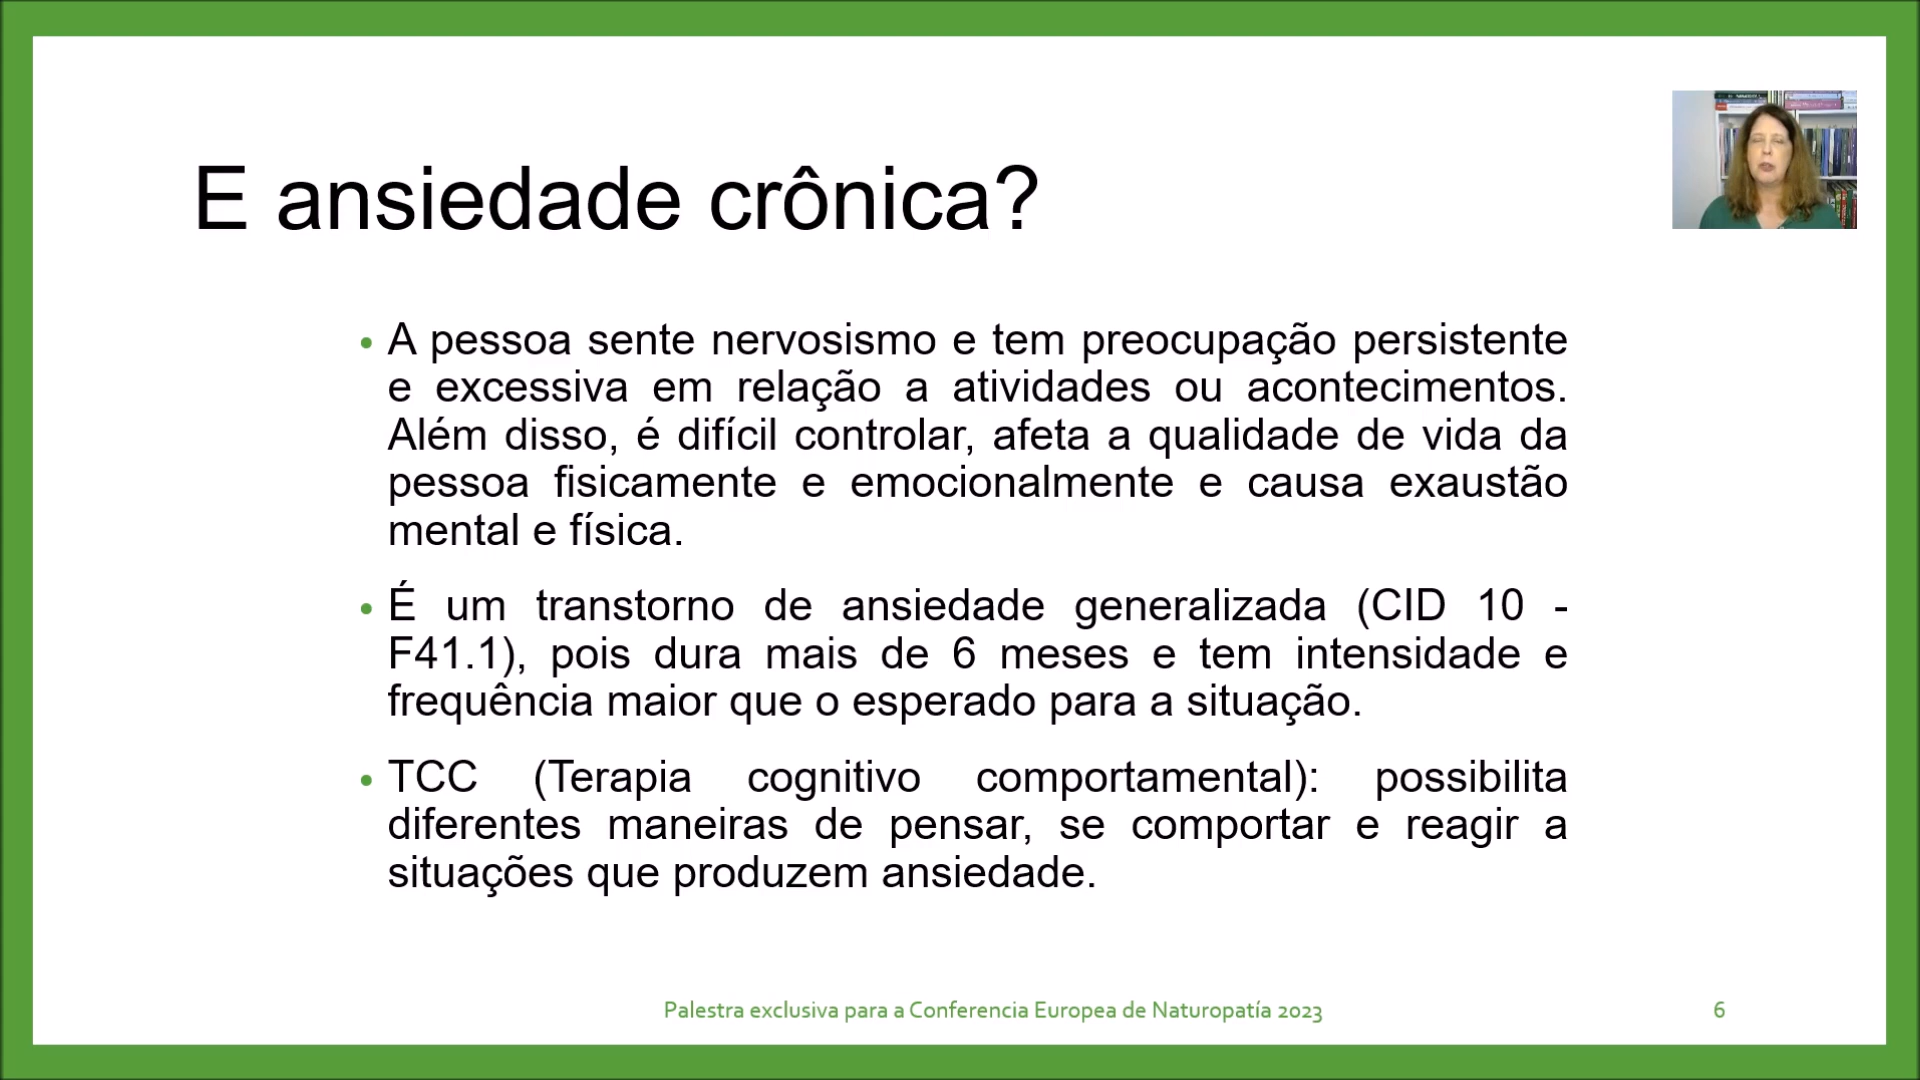 E ansiedade crônica?
• A pessoa sente nervosismo e tem preocupação persistente
e excessiva em relação a atividades ou acontecimentos.
Além disso, é difícil controlar, afeta a qualidade de vida da
pessoa fisicamente e emocionalmente e causa exaustão
mental e física.
• É um transtorno de ansiedade generalizada (CID 10 -
F41.1), pois dura mais de 6 meses e tem intensidade e
frequência maior que o esperado para a situação.
• TCC (Terapia cognitivo comportamental): possibilita
diferentes maneiras de pensar, se comportar e reagir a
situações que produzem ansiedade.
Palestra exclusiva para a Conferencia Europea de Naturopatía 2023
6